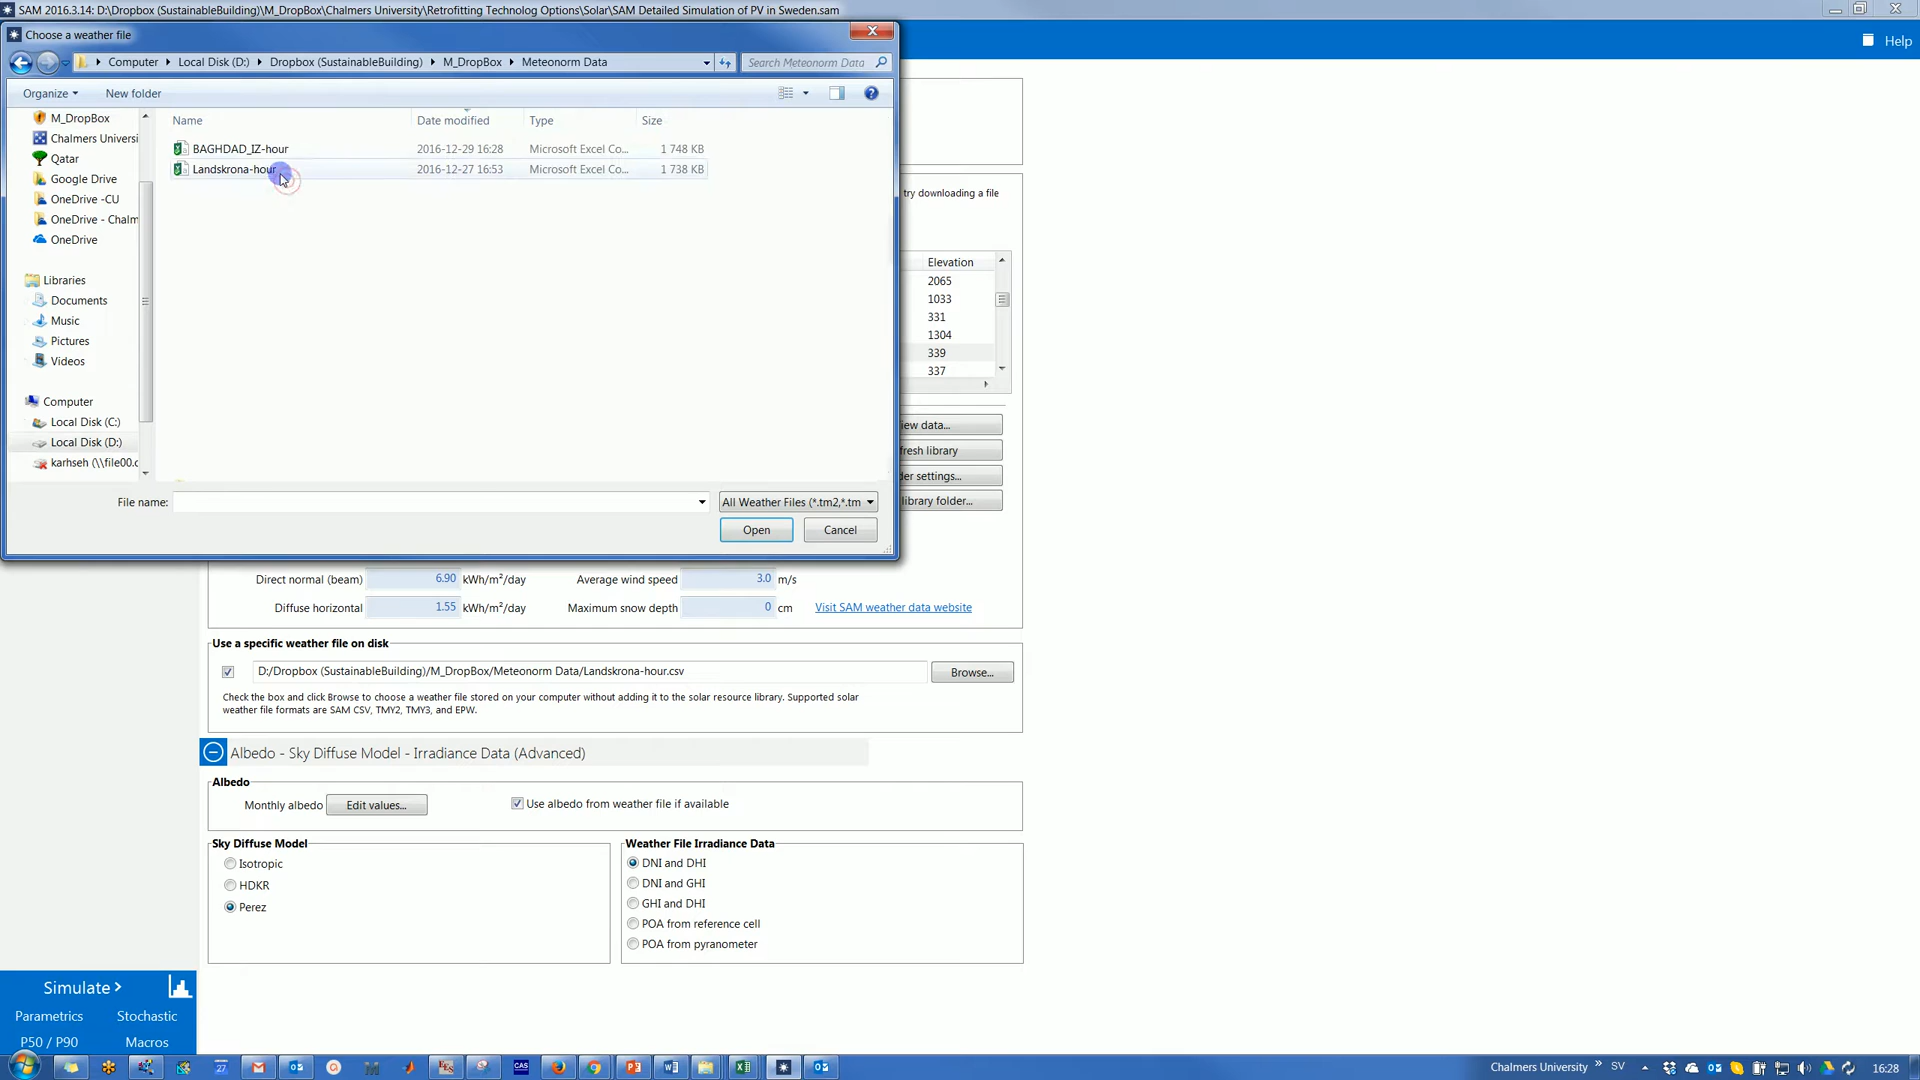 SAM 2016.3.14: D:\Dropbox (SustainableBuilding)\M_DropBox\Chalmers University\Retrofitting Technolog Options\Solar\SAM Detailed Simulation of PV in Sweden.sam
Choose a weather file
Help
Computer
Local Disk (D:)
Dropbox (SustainableBuilding)
M_DropBox
Meteonorm Data
Search Meteonorm Data
Organize
New folder
Name
Date modified
Type
Size
BAGHDAD_IZ-hour
2016-12-29 16:28
Microsoft Excel Co...
1 748 KB
Landskrona-hour
2016-12-27 16:53
Microsoft Excel Co...
1 738 KB
M_DropBox
Chalmers Universi
Qatar
Google Drive
OneDrive -CU
OneDrive - Chalm
OneDrive
Libraries
Documents
Music
Pictures
Videos
Computer
Local Disk (C:)
Local Disk (D:)
karhseh (\\file00.c
try downloading a file
Elevation
2065
1033
331
1304
339
337
iew data...
fresh library
der settings...
library folder...
File name:
All Weather Files (*.tm2,*.tm
Open
Cancel
Direct normal (beam)
6.90
kWh/m²/day
Average wind speed
3.0
m/s
Diffuse horizontal
1.55
kWh/m²/day
Maximum snow depth
0
cm
Visit SAM weather data website
Use a specific weather file on disk
D:/Dropbox (SustainableBuilding)/M_DropBox/Meteonorm Data/Landskrona-hour.csv
Browse...
Check the box and click Browse to choose a weather file stored on your computer without adding it to the solar resource library. Supported solar
weather file formats are SAM CSV, TMY2, TMY3, and EPW.
Albedo - Sky Diffuse Model - Irradiance Data (Advanced)
Albedo
Monthly albedo
Edit values...
Use albedo from weather file if available
Sky Diffuse Model
Isotropic
HDKR
Perez
Weather File Irradiance Data
DNI and DHI
DNI and GHI
GHI and DHI
POA from reference cell
POA from pyranometer
Simulate >
Parametrics
Stochastic
P50 / P90
Macros
27
CAS
Chalmers University
»
SV
16:28